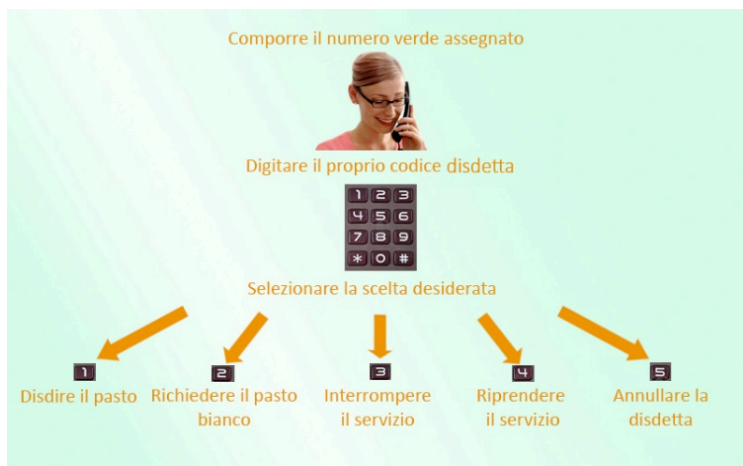 Comporre il numero verde assegnato
Digitare il proprio codice disdetta
1 2 3
4 5 6
7 8 9
* 0 #
Selezionare la scelta desiderata
1
Disdire il pasto
2
Richiedere il pasto
bianco
3
Interrompere
il servizio
4
Riprendere
il servizio
5
Annullare la
disdetta